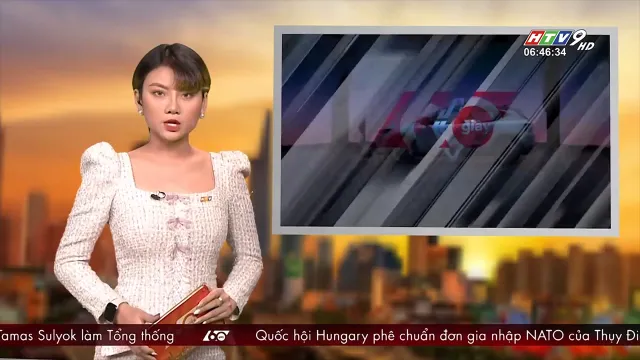 HTV9 HD
06:46:34
60 giây
Tamas Sulyok làm Tổng thống
60
Quốc hội Hungary phê chuẩn đơn gia nhập NATO của Thụy Đi